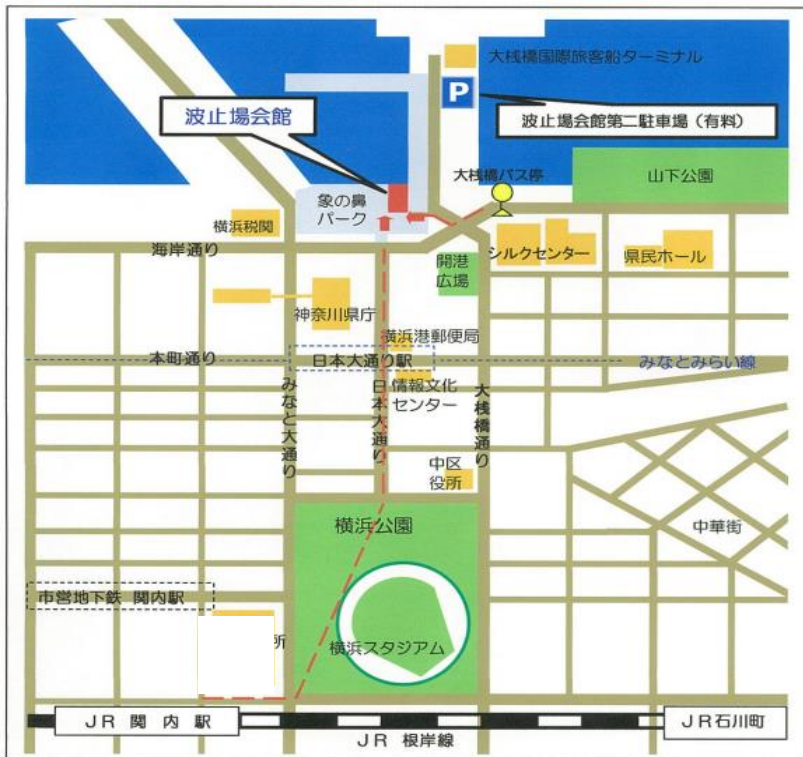 大桟橋国際旅客船ターミナル
P
波止場会館
波止場会館第二駐車場（有料）
大桟橋バス停
山下公園
象の鼻
パーク
横浜税関
海岸通り
シルクセンター
県民ホール
開港
広場
神奈川県庁
横浜港郵便局
本町通り
日本大通り駅
みなとみらい線
情報文化
センター
みなと大通り
日本大通り
大桟橋通り
中区
役所
横浜公園
中華街
市営地下鉄 関内駅
所
横浜スタジアム
JR 関 内 駅
JR石川町
JR 根岸線